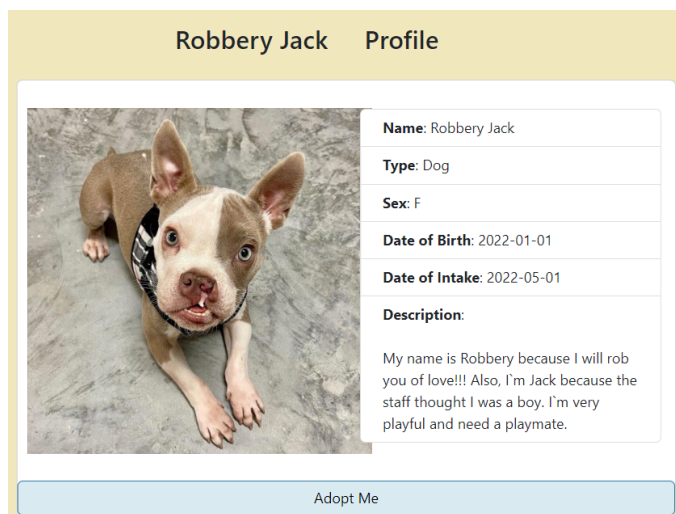 Robbery Jack Profile
Name: Robbery Jack
Type: Dog
Sex: F
Date of Birth: 2022-01-01
Date of Intake: 2022-05-01
Description:
My name is Robbery because I will rob
you of love!!! Also, I`m Jack because the
staff thought I was a boy. I`m very
playful and need a playmate.
Adopt Me